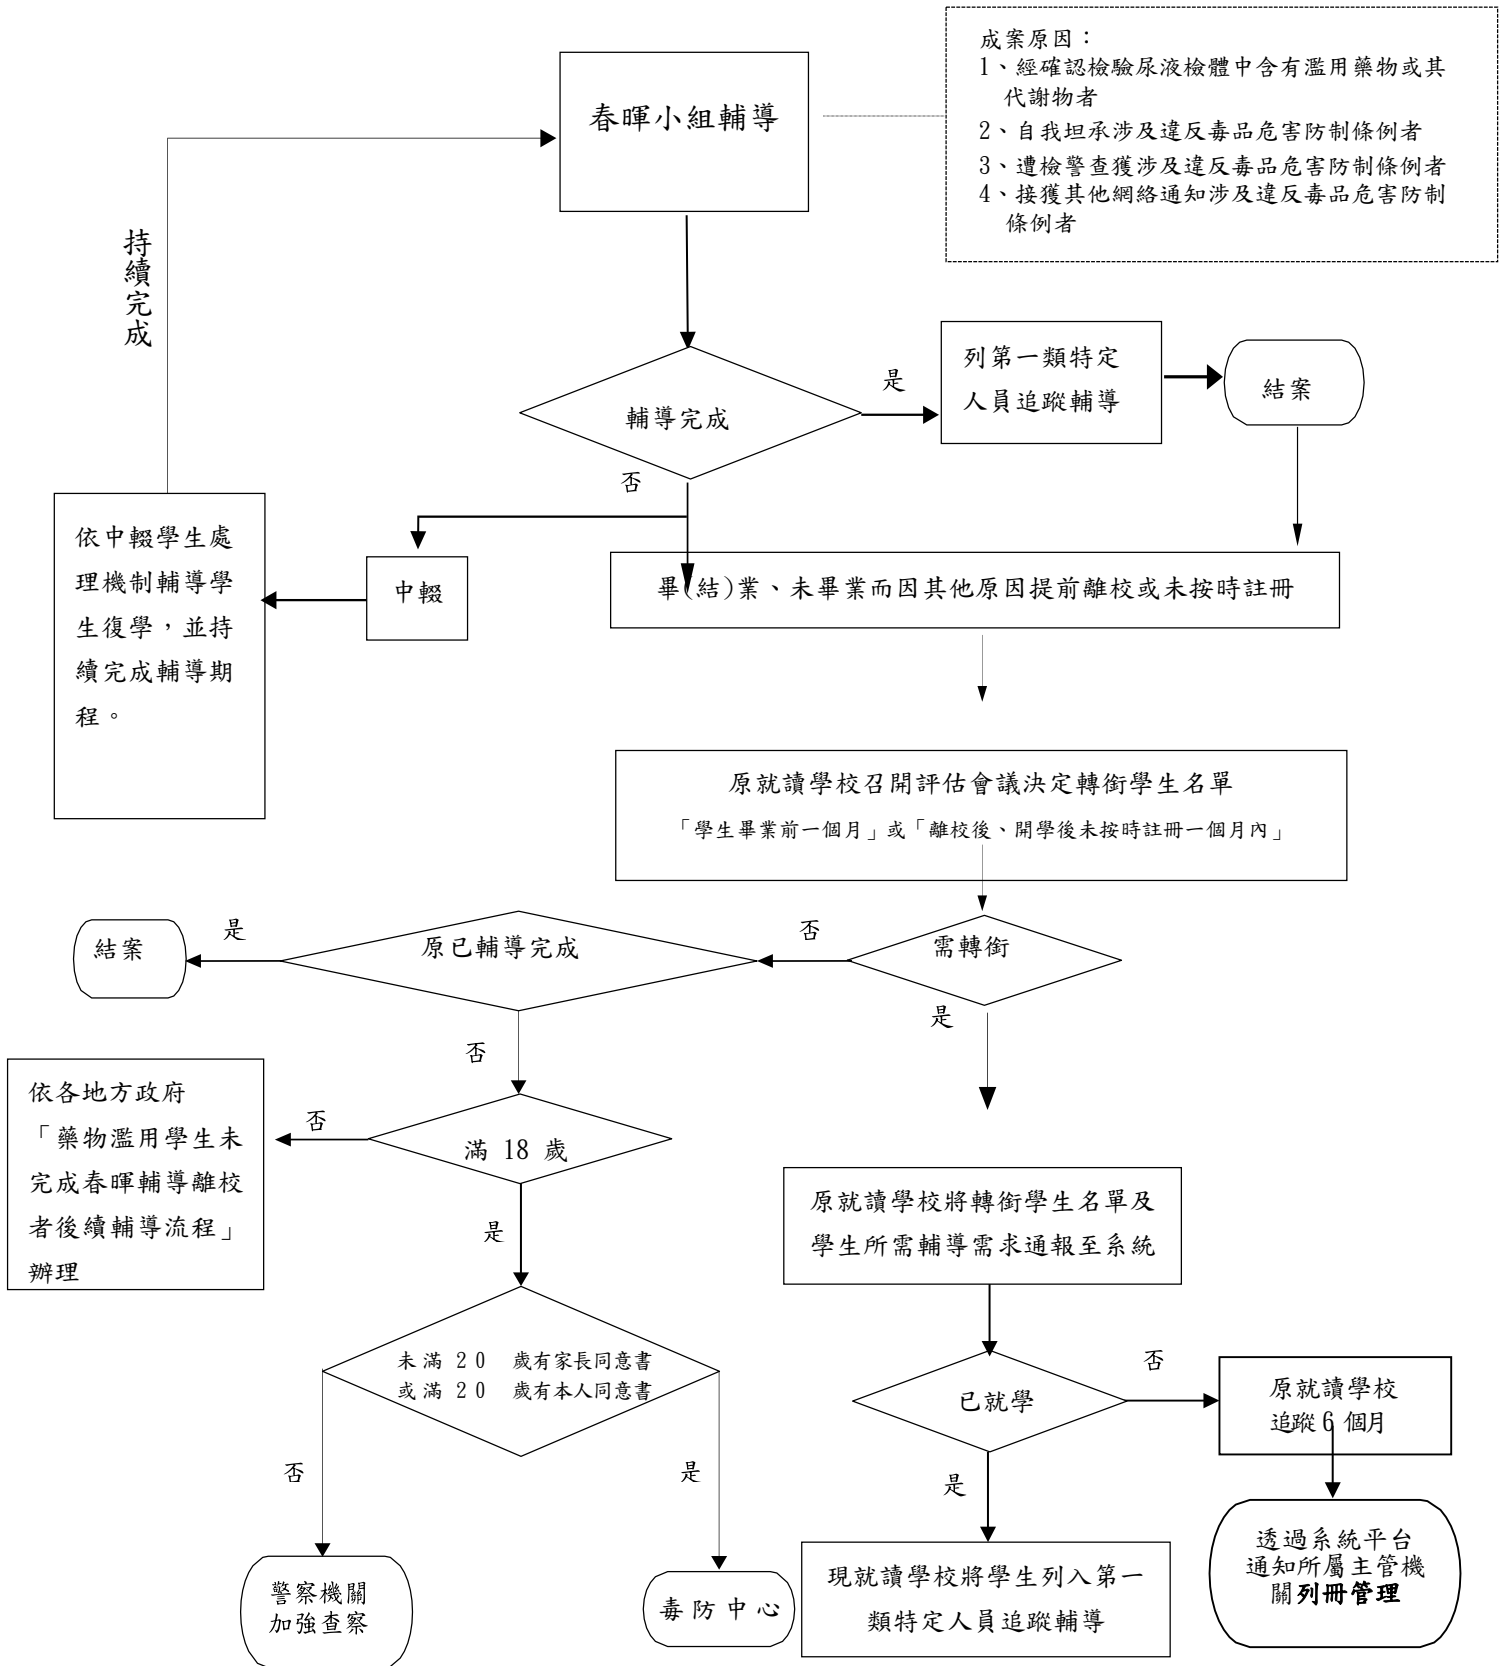 成案原因：
1、經確認檢驗尿液檢體中含有濫用藥物或其
代謝物者
2、自我坦承涉及違反毒品危害防制條例者
3、遭檢警查獲涉及違反毒品危害防制條例者
4、接獲其他網絡通知涉及違反毒品危害防制
條例者
春暉小組輔導
持續完成
輔導完成
是
列第一類特定
人員追蹤輔導
結案
否
依中輟學生處
理機制輔導學
生復學，並持
續完成輔導期
程。
中輟
畢(結)業、未畢業而因其他原因提前離校或未按時註冊
原就讀學校召開評估會議決定轉銜學生名單
「學生畢業前一個月」或「離校後、開學後未按時註冊一個月內」
結案
是
原已輔導完成
否
需轉銜
是
否
依各地方政府
「藥物濫用學生未
完成春暉輔導離校
者後續輔導流程」
辦理
否
滿 18 歲
是
原就讀學校將轉銜學生名單及
學生所需輔導需求通報至系統
未滿 20 歲有家長同意書
或滿 20 歲有本人同意書
否
是
已就學
否
原就讀學校
追蹤 6 個月
是
警察機關
加強查察
毒防中心
現就讀學校將學生列入第一
類特定人員追蹤輔導
透過系統平台
通知所屬主管機
關列冊管理